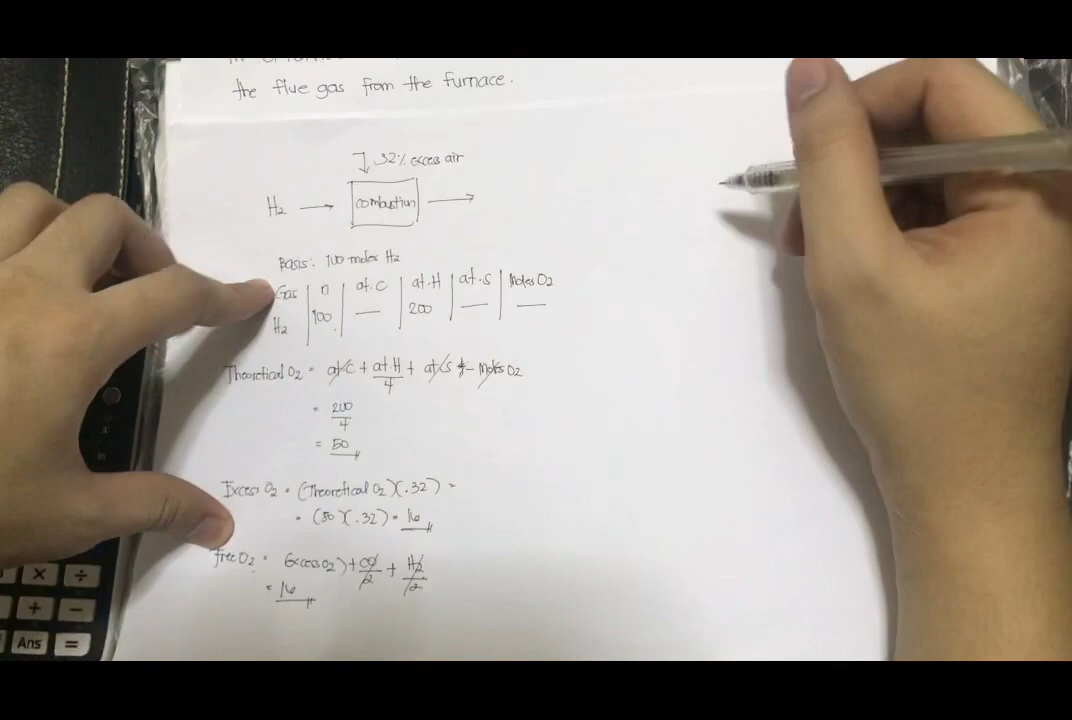 the flue gas from the furnace.
32% excess air
H₂ → combustion →
Basis: 100 moles H₂
Gas | n | at.C | at.H | at.S | Moles O₂
H₂ | 100 | — | 200 | — | —
Theoretical O₂ = at.C + at.H/4 + at.S - moles O₂
= 200/4
= 50
Excess O₂ = (Theoretical O₂)(.32) =
= (50)(.32) = 16
Free O₂ = Excess O₂) + CO/2 + H₂/2
= 16
× ÷
+ −
Ans =